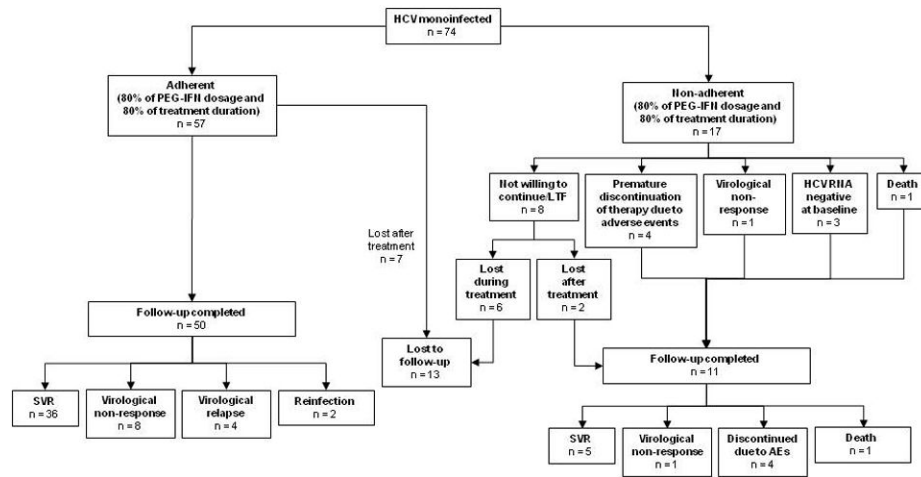 HCV monoinfected
n = 74
Adherent
(80% of PEG-IFN dosage and
80% of treatment duration)
n = 57
Non-adherent
(80% of PEG-IFN dosage and
80% of treatment duration)
n = 17
Not willing to
continue/LTF
n = 8
Premature
discontinuation
of therapy due to
adverse events
n = 4
Virological
non-
response
n = 1
HCV RNA
negative
at baseline
n = 3
Death
n = 1
Lost after
treatment
n = 7
Lost
during
treatment
n = 6
Lost
after
treatment
n = 2
Follow-up completed
n = 50
Lost to
follow-up
n = 13
Follow-up completed
n = 11
SVR
n = 36
Virological
non-response
n = 8
Virological
relapse
n = 4
Reinfection
n = 2
SVR
n = 5
Virological
non-response
n = 1
Discontinued
due to AEs
n = 4
Death
n = 1